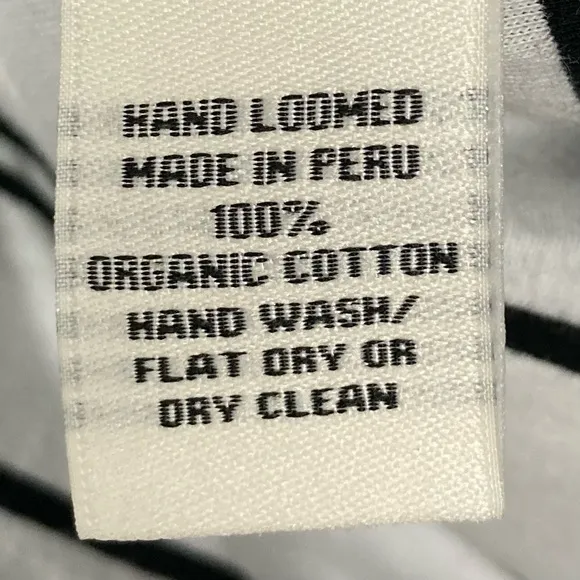 HAND LOOMED
MADE IN PERU
100%
ORGANIC COTTON
HAND WASH/
FLAT DRY OR
DRY CLEAN